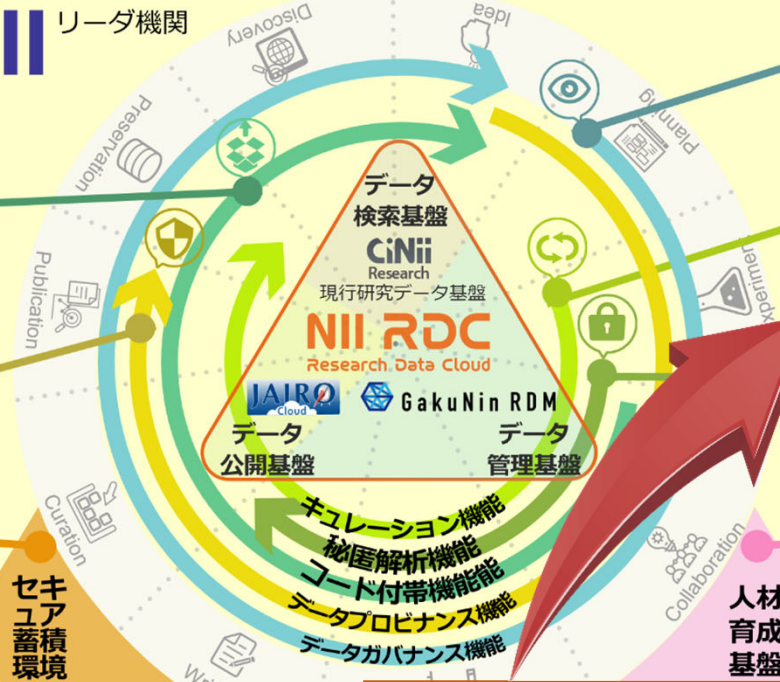 II リーダ機関
Discovery
Idea
Planning
Preservation
Publication
Curation
Collaboration
データ
検索基盤
CiNii
Research
現行研究データ基盤
NII RDC
Research Data Cloud
JAIRO
Cloud
GakuNin RDM
データ
公開基盤
データ
管理基盤
キュレーション機能
秘匿解析機能
コード付帯機能能
データプロビナンス機能
データガバナンス機能
セキ
ュア
蓄積
環境
人材
育成
基盤